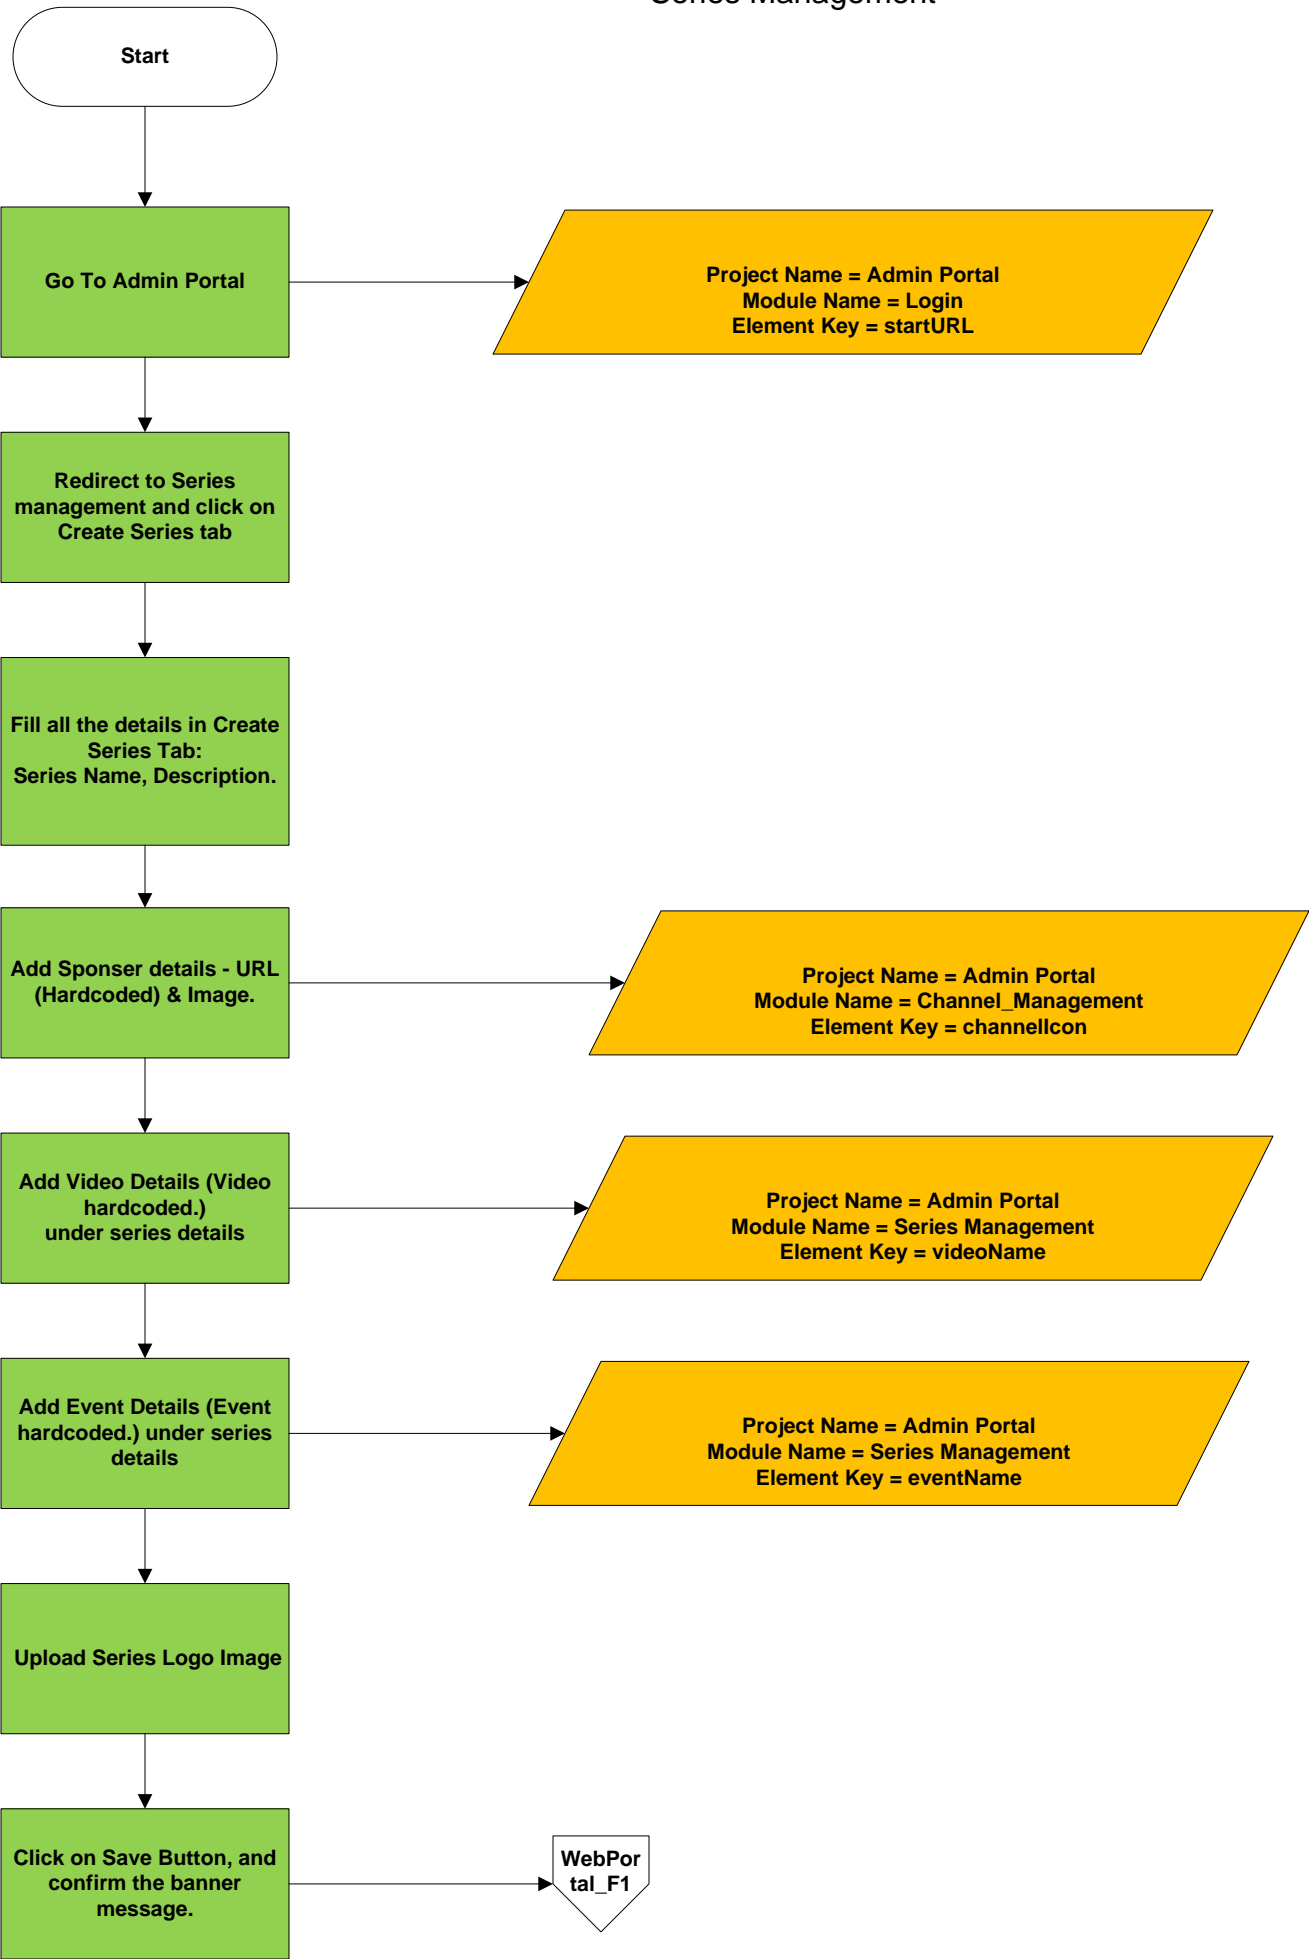 Series Management
Start
Go To Admin Portal
Project Name = Admin Portal
Module Name = Login
Element Key = startURL
Redirect to Series
management and click on
Create Series tab
Fill all the details in Create
Series Tab:
Series Name, Description.
Add Sponser details - URL
(Hardcoded) & Image.
Project Name = Admin Portal
Module Name = Channel_Management
Element Key = channelIcon
Add Video Details (Video
hardcoded.)
under series details
Project Name = Admin Portal
Module Name = Series Management
Element Key = videoName
Add Event Details (Event
hardcoded.) under series
details
Project Name = Admin Portal
Module Name = Series Management
Element Key = eventName
Upload Series Logo Image
Click on Save Button, and
confirm the banner
message.
WebPor
tal_F1